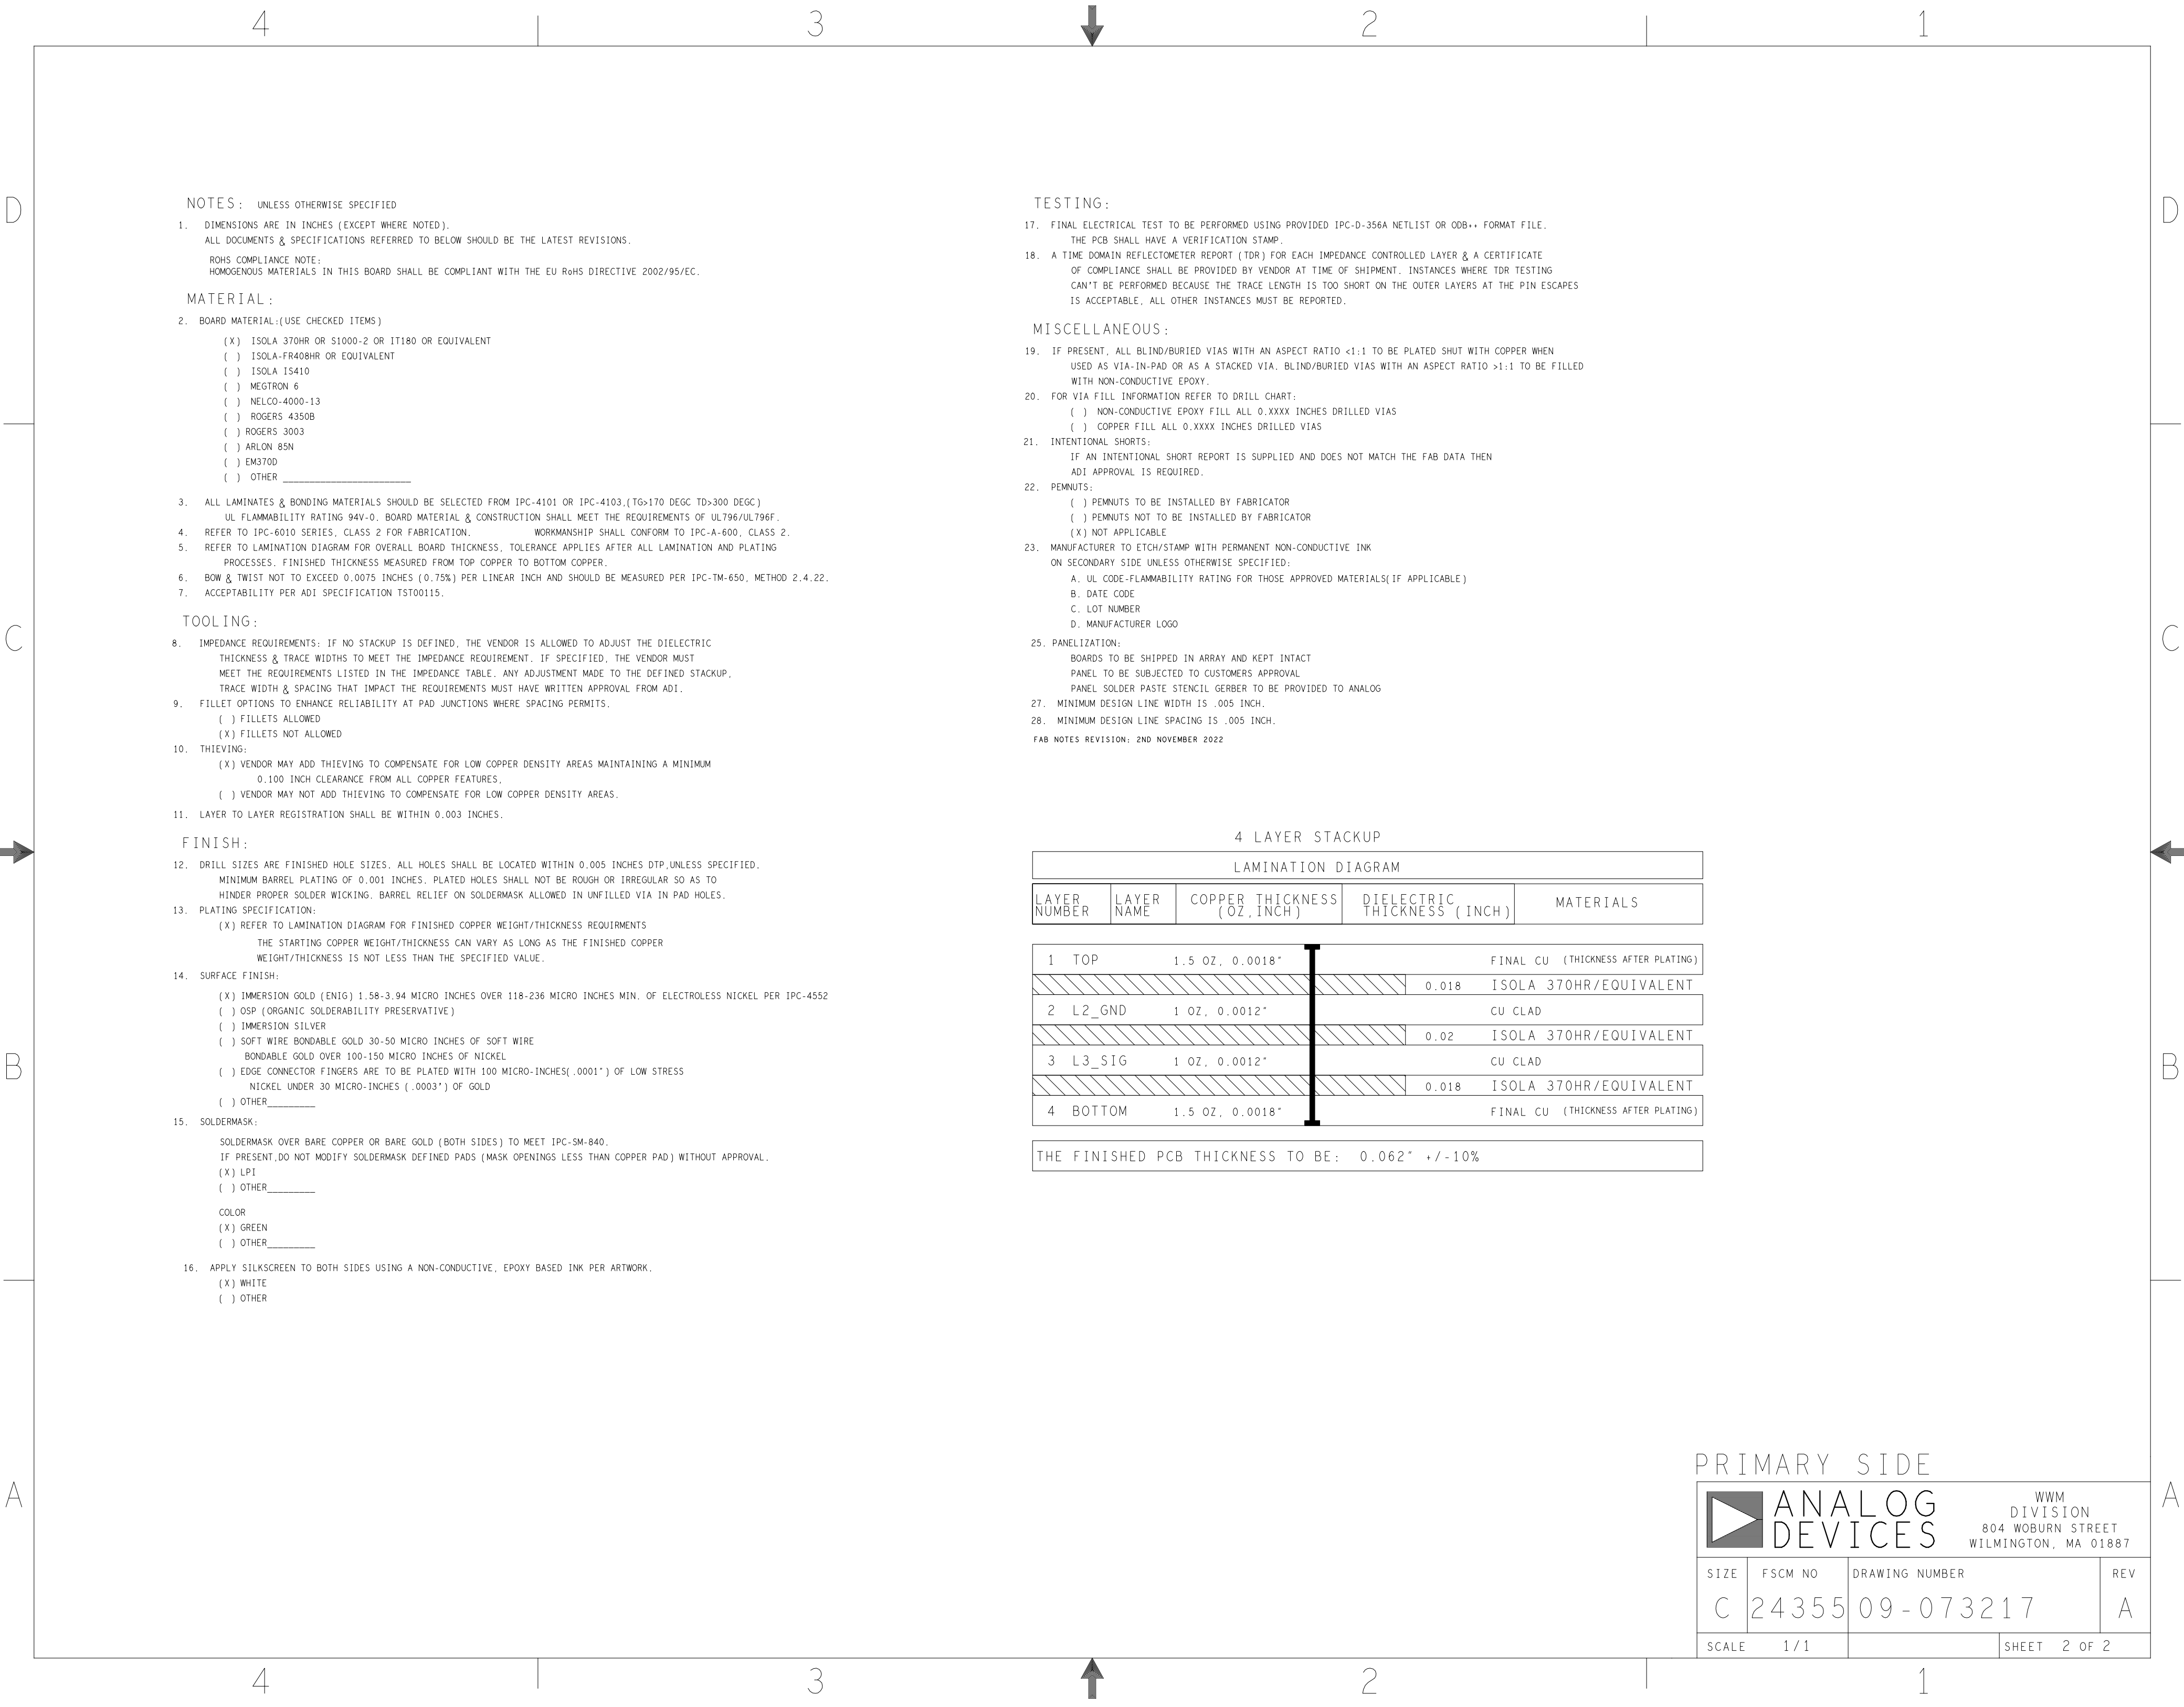 4 3 2 1
D D
NOTES: UNLESS OTHERWISE SPECIFIED
1. DIMENSIONS ARE IN INCHES (EXCEPT WHERE NOTED).
ALL DOCUMENTS & SPECIFICATIONS REFERRED TO BELOW SHOULD BE THE LATEST REVISIONS.
ROHS COMPLIANCE NOTE:
HOMOGENOUS MATERIALS IN THIS BOARD SHALL BE COMPLIANT WITH THE EU RoHS DIRECTIVE 2002/95/EC.
MATERIAL:
2. BOARD MATERIAL:(USE CHECKED ITEMS)
(X) ISOLA 370HR OR S1000-2 OR IT180 OR EQUIVALENT
( ) ISOLA-FR408HR OR EQUIVALENT
( ) ISOLA IS410
( ) MEGTRON 6
( ) NELCO-4000-13
( ) ROGERS 4350B
( ) ROGERS 3003
( ) ARLON 85N
( ) EM370D
( ) OTHER ________________________
3. ALL LAMINATES & BONDING MATERIALS SHOULD BE SELECTED FROM IPC-4101 OR IPC-4103.(TG>170 DEGC TD>300 DEGC)
UL FLAMMABILITY RATING 94V-0. BOARD MATERIAL & CONSTRUCTION SHALL MEET THE REQUIREMENTS OF UL796/UL796F.
4. REFER TO IPC-6010 SERIES, CLASS 2 FOR FABRICATION. WORKMANSHIP SHALL CONFORM TO IPC-A-600, CLASS 2.
5. REFER TO LAMINATION DIAGRAM FOR OVERALL BOARD THICKNESS, TOLERANCE APPLIES AFTER ALL LAMINATION AND PLATING
PROCESSES. FINISHED THICKNESS MEASURED FROM TOP COPPER TO BOTTOM COPPER.
6. BOW & TWIST NOT TO EXCEED 0.0075 INCHES (0.75%) PER LINEAR INCH AND SHOULD BE MEASURED PER IPC-TM-650, METHOD 2.4.22.
7. ACCEPTABILITY PER ADI SPECIFICATION TST00115.
TOOLING:
8. IMPEDANCE REQUIREMENTS: IF NO STACKUP IS DEFINED, THE VENDOR IS ALLOWED TO ADJUST THE DIELECTRIC
THICKNESS & TRACE WIDTHS TO MEET THE IMPEDANCE REQUIREMENT. IF SPECIFIED, THE VENDOR MUST
MEET THE REQUIREMENTS LISTED IN THE IMPEDANCE TABLE. ANY ADJUSTMENT MADE TO THE DEFINED STACKUP,
TRACE WIDTH & SPACING THAT IMPACT THE REQUIREMENTS MUST HAVE WRITTEN APPROVAL FROM ADI.
9. FILLET OPTIONS TO ENHANCE RELIABILITY AT PAD JUNCTIONS WHERE SPACING PERMITS.
( ) FILLETS ALLOWED
(X) FILLETS NOT ALLOWED
10. THIEVING:
(X) VENDOR MAY ADD THIEVING TO COMPENSATE FOR LOW COPPER DENSITY AREAS MAINTAINING A MINIMUM
0.100 INCH CLEARANCE FROM ALL COPPER FEATURES,
( ) VENDOR MAY NOT ADD THIEVING TO COMPENSATE FOR LOW COPPER DENSITY AREAS.
11. LAYER TO LAYER REGISTRATION SHALL BE WITHIN 0.003 INCHES.
FINISH:
12. DRILL SIZES ARE FINISHED HOLE SIZES. ALL HOLES SHALL BE LOCATED WITHIN 0.005 INCHES DTP,UNLESS SPECIFIED.
MINIMUM BARREL PLATING OF 0.001 INCHES. PLATED HOLES SHALL NOT BE ROUGH OR IRREGULAR SO AS TO
HINDER PROPER SOLDER WICKING. BARREL RELIEF ON SOLDERMASK ALLOWED IN UNFILLED VIA IN PAD HOLES.
13. PLATING SPECIFICATION:
(X) REFER TO LAMINATION DIAGRAM FOR FINISHED COPPER WEIGHT/THICKNESS REQUIRMENTS
THE STARTING COPPER WEIGHT/THICKNESS CAN VARY AS LONG AS THE FINISHED COPPER
WEIGHT/THICKNESS IS NOT LESS THAN THE SPECIFIED VALUE.
14. SURFACE FINISH:
(X) IMMERSION GOLD (ENIG) 1.58-3.94 MICRO INCHES OVER 118-236 MICRO INCHES MIN. OF ELECTROLESS NICKEL PER IPC-4552
( ) OSP (ORGANIC SOLDERABILITY PRESERVATIVE)
( ) IMMERSION SILVER
( ) SOFT WIRE BONDABLE GOLD 30-50 MICRO INCHES OF SOFT WIRE
BONDABLE GOLD OVER 100-150 MICRO INCHES OF NICKEL
( ) EDGE CONNECTOR FINGERS ARE TO BE PLATED WITH 100 MICRO-INCHES(.0001") OF LOW STRESS
NICKEL UNDER 30 MICRO-INCHES (.0003") OF GOLD
( ) OTHER_________
15. SOLDERMASK:
SOLDERMASK OVER BARE COPPER OR BARE GOLD (BOTH SIDES) TO MEET IPC-SM-840.
IF PRESENT,DO NOT MODIFY SOLDERMASK DEFINED PADS (MASK OPENINGS LESS THAN COPPER PAD) WITHOUT APPROVAL.
(X) LPI
( ) OTHER_________
COLOR
(X) GREEN
( ) OTHER_________
16. APPLY SILKSCREEN TO BOTH SIDES USING A NON-CONDUCTIVE, EPOXY BASED INK PER ARTWORK.
(X) WHITE
( ) OTHER
TESTING:
17. FINAL ELECTRICAL TEST TO BE PERFORMED USING PROVIDED IPC-D-356A NETLIST OR ODB++ FORMAT FILE.
THE PCB SHALL HAVE A VERIFICATION STAMP.
18. A TIME DOMAIN REFLECTOMETER REPORT (TDR) FOR EACH IMPEDANCE CONTROLLED LAYER & A CERTIFICATE
OF COMPLIANCE SHALL BE PROVIDED BY VENDOR AT TIME OF SHIPMENT. INSTANCES WHERE TDR TESTING
CAN'T BE PERFORMED BECAUSE THE TRACE LENGTH IS TOO SHORT ON THE OUTER LAYERS AT THE PIN ESCAPES
IS ACCEPTABLE, ALL OTHER INSTANCES MUST BE REPORTED.
MISCELLANEOUS:
19. IF PRESENT, ALL BLIND/BURIED VIAS WITH AN ASPECT RATIO <1:1 TO BE PLATED SHUT WITH COPPER WHEN
USED AS VIA-IN-PAD OR AS A STACKED VIA. BLIND/BURIED VIAS WITH AN ASPECT RATIO >1:1 TO BE FILLED
WITH NON-CONDUCTIVE EPOXY.
20. FOR VIA FILL INFORMATION REFER TO DRILL CHART:
( ) NON-CONDUCTIVE EPOXY FILL ALL 0.XXXX INCHES DRILLED VIAS
( ) COPPER FILL ALL 0.XXXX INCHES DRILLED VIAS
21. INTENTIONAL SHORTS:
IF AN INTENTIONAL SHORT REPORT IS SUPPLIED AND DOES NOT MATCH THE FAB DATA THEN
ADI APPROVAL IS REQUIRED.
22. PEMNUTS:
( ) PEMNUTS TO BE INSTALLED BY FABRICATOR
( ) PEMNUTS NOT TO BE INSTALLED BY FABRICATOR
(X) NOT APPLICABLE
23. MANUFACTURER TO ETCH/STAMP WITH PERMANENT NON-CONDUCTIVE INK
ON SECONDARY SIDE UNLESS OTHERWISE SPECIFIED:
A. UL CODE-FLAMMABILITY RATING FOR THOSE APPROVED MATERIALS(IF APPLICABLE)
B. DATE CODE
C. LOT NUMBER
D. MANUFACTURER LOGO
25. PANELIZATION:
BOARDS TO BE SHIPPED IN ARRAY AND KEPT INTACT
PANEL TO BE SUBJECTED TO CUSTOMERS APPROVAL
PANEL SOLDER PASTE STENCIL GERBER TO BE PROVIDED TO ANALOG
27. MINIMUM DESIGN LINE WIDTH IS .005 INCH.
28. MINIMUM DESIGN LINE SPACING IS .005 INCH.
FAB NOTES REVISION: 2ND NOVEMBER 2022
C C
4 LAYER STACKUP
LAMINATION DIAGRAM
LAYER NUMBER LAYER NAME COPPER THICKNESS (OZ,INCH) DIELECTRIC THICKNESS (INCH) MATERIALS
1 TOP 1.5 OZ, 0.0018" FINAL CU (THICKNESS AFTER PLATING)
0.018 ISOLA 370HR/EQUIVALENT
2 L2_GND 1 OZ, 0.0012" CU CLAD
0.02 ISOLA 370HR/EQUIVALENT
3 L3_SIG 1 OZ, 0.0012" CU CLAD
0.018 ISOLA 370HR/EQUIVALENT
4 BOTTOM 1.5 OZ, 0.0018" FINAL CU (THICKNESS AFTER PLATING)
THE FINISHED PCB THICKNESS TO BE: 0.062" +/-10%
B B
A A
PRIMARY SIDE
ANALOG
DEVICES
WWM
DIVISION
804 WOBURN STREET
WILMINGTON, MA 01887
SIZE FSCM NO DRAWING NUMBER REV
C 24355 09-073217 A
SCALE 1/1 SHEET 2 OF 2
4 3 2 1